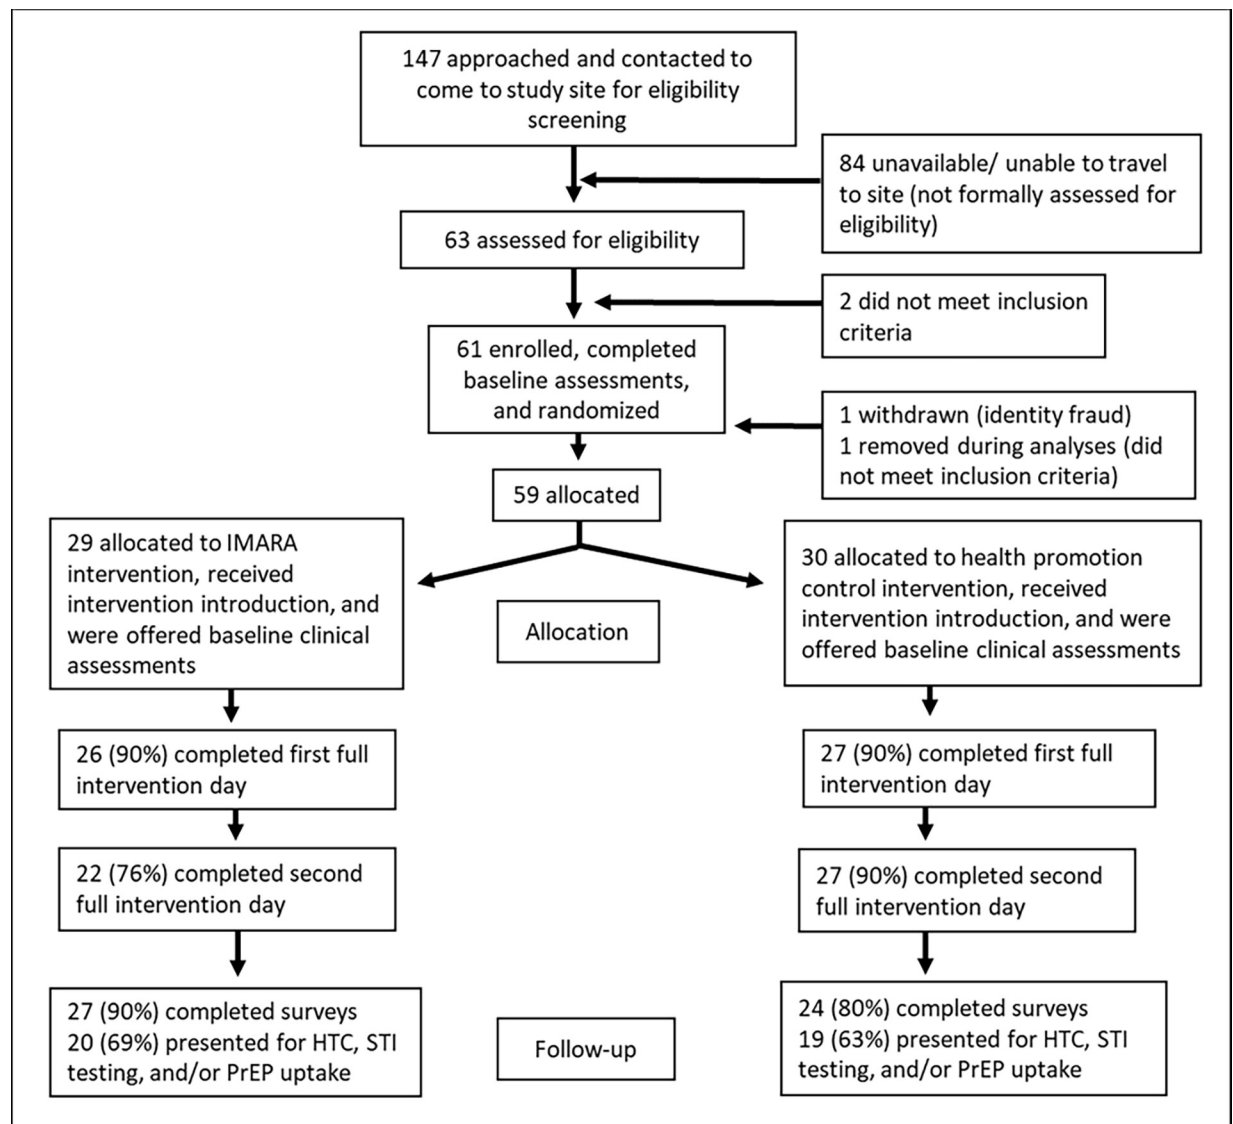 147 approached and contacted to
come to study site for eligibility
screening
84 unavailable/ unable to travel
to site (not formally assessed for
eligibility)
63 assessed for eligibility
2 did not meet inclusion
criteria
61 enrolled, completed
baseline assessments,
and randomized
1 withdrawn (identity fraud)
1 removed during analyses (did
not meet inclusion criteria)
59 allocated
29 allocated to IMARA
intervention, received
intervention introduction, and
were offered baseline clinical
assessments
30 allocated to health promotion
control intervention, received
intervention introduction, and were
offered baseline clinical assessments
Allocation
26 (90%) completed first full
intervention day
27 (90%) completed first full
intervention day
22 (76%) completed second
full intervention day
27 (90%) completed second
full intervention day
27 (90%) completed surveys
20 (69%) presented for HTC, STI
testing, and/or PrEP uptake
Follow-up
24 (80%) completed surveys
19 (63%) presented for HTC, STI
testing, and/or PrEP uptake